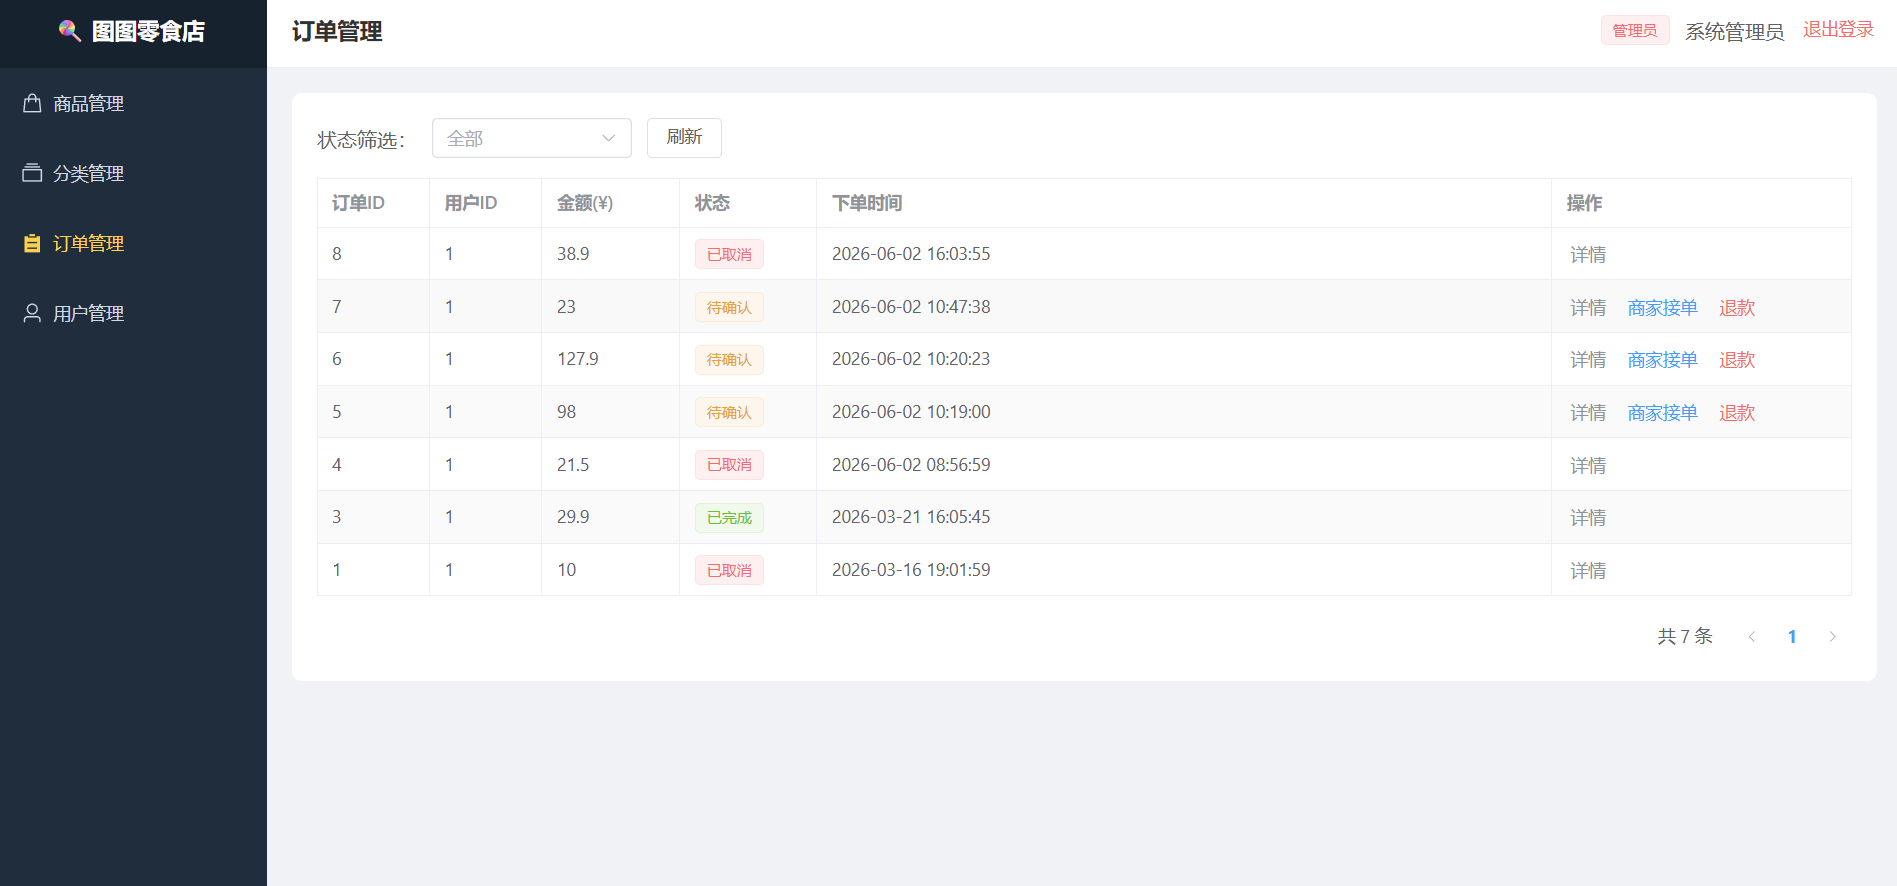 图图零食店
商品管理
分类管理
订单管理
用户管理
订单管理
管理员 系统管理员 退出登录
状态筛选： 全部 刷新
订单ID 用户ID 金额(¥) 状态 下单时间 操作
8 1 38.9 已取消 2026-06-02 16:03:55 详情
7 1 23 待确认 2026-06-02 10:47:38 详情 商家接单 退款
6 1 127.9 待确认 2026-06-02 10:20:23 详情 商家接单 退款
5 1 98 待确认 2026-06-02 10:19:00 详情 商家接单 退款
4 1 21.5 已取消 2026-06-02 08:56:59 详情
3 1 29.9 已完成 2026-03-21 16:05:45 详情
1 1 10 已取消 2026-03-16 19:01:59 详情
共 7 条 1